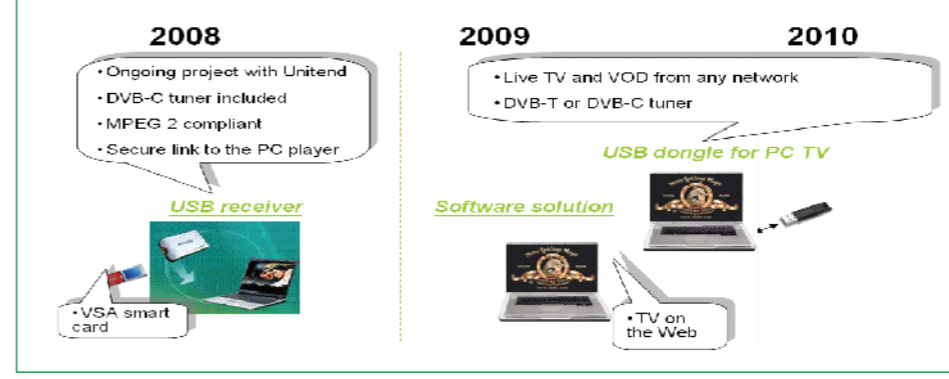 2008
2009
2010
• Ongoing project with Unitend
• DVB-C tuner included
• MPEG 2 compliant
• Secure link to the PC player
• Live TV and VOD from any network
• DVB-T or DVB-C tuner
USB dongle for PC TV
USB receiver
Software solution
• VSA smart
card
• TV on
the Web